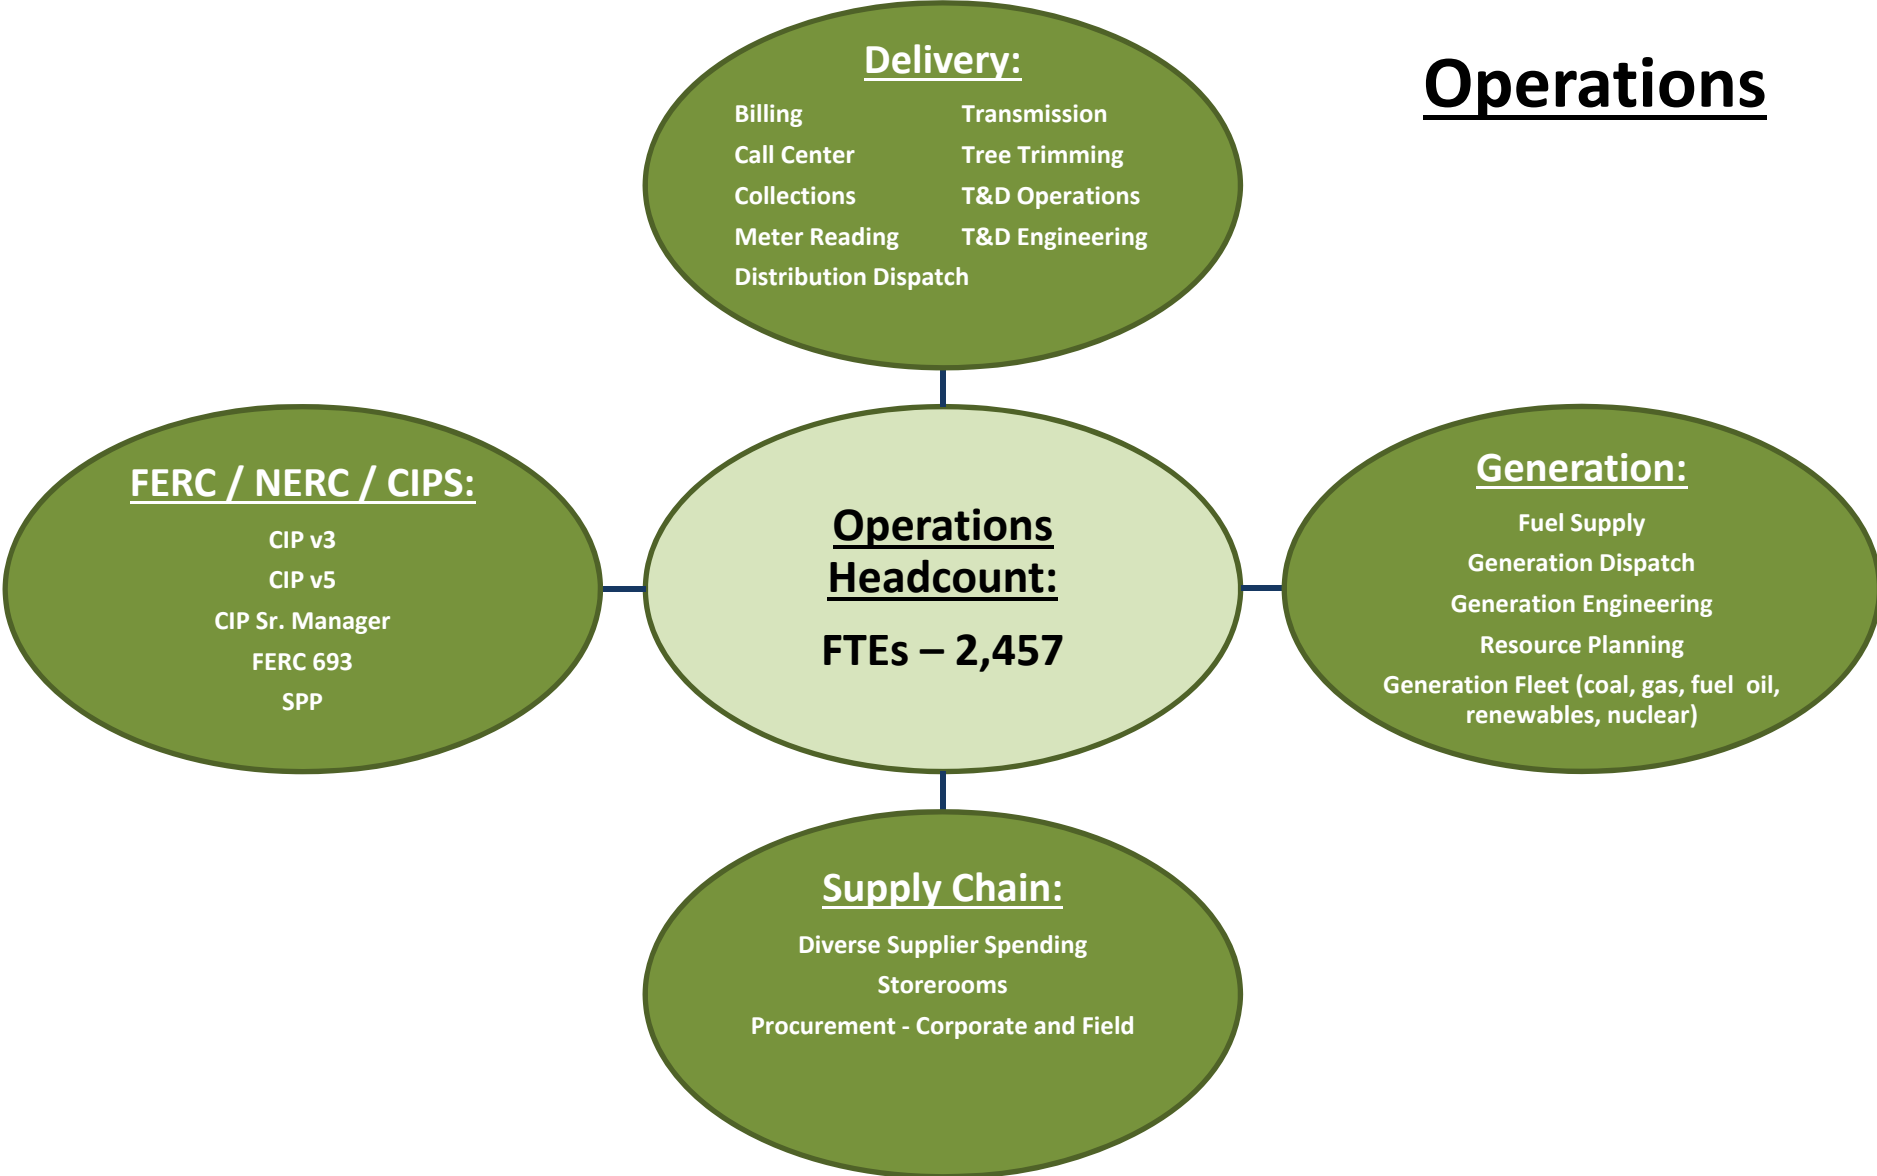 Operations
Delivery:
Billing
Call Center
Collections
Meter Reading
Distribution Dispatch
Transmission
Tree Trimming
T&D Operations
T&D Engineering
FERC / NERC / CIPS:
CIP v3
CIP v5
CIP Sr. Manager
FERC 693
SPP
Operations
Headcount:
FTEs – 2,457
Generation:
Fuel Supply
Generation Dispatch
Generation Engineering
Resource Planning
Generation Fleet (coal, gas, fuel  oil,
renewables, nuclear)
Supply Chain:
Diverse Supplier Spending
Storerooms
Procurement - Corporate and Field